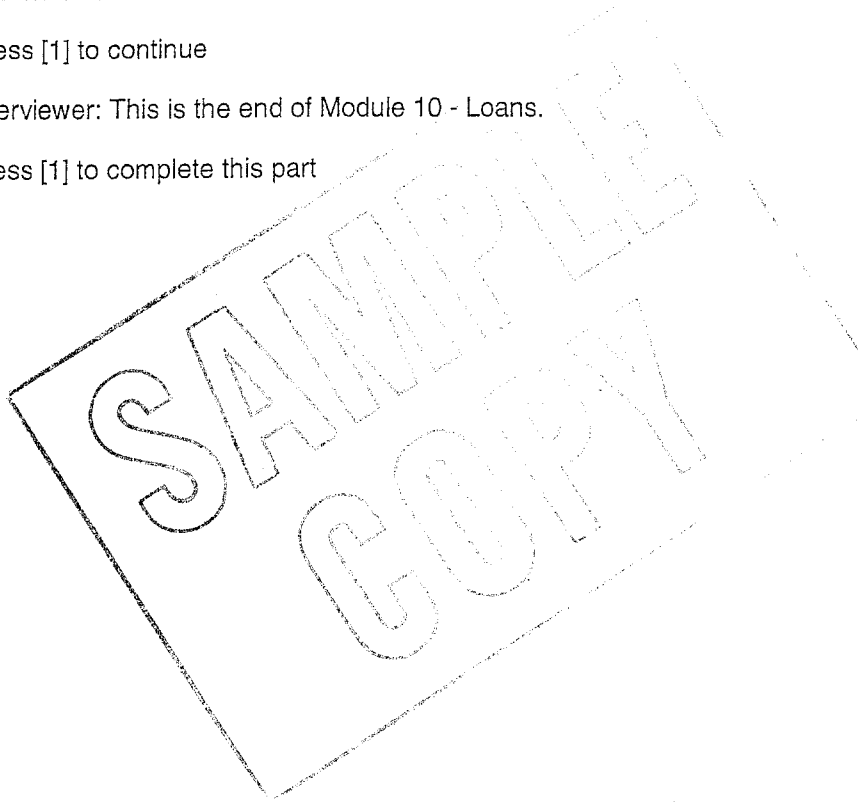 ess [1] to continue
erviewer: This is the end of Module 10 - Loans.
ess [1] to complete this part
SAMPLE
COPY